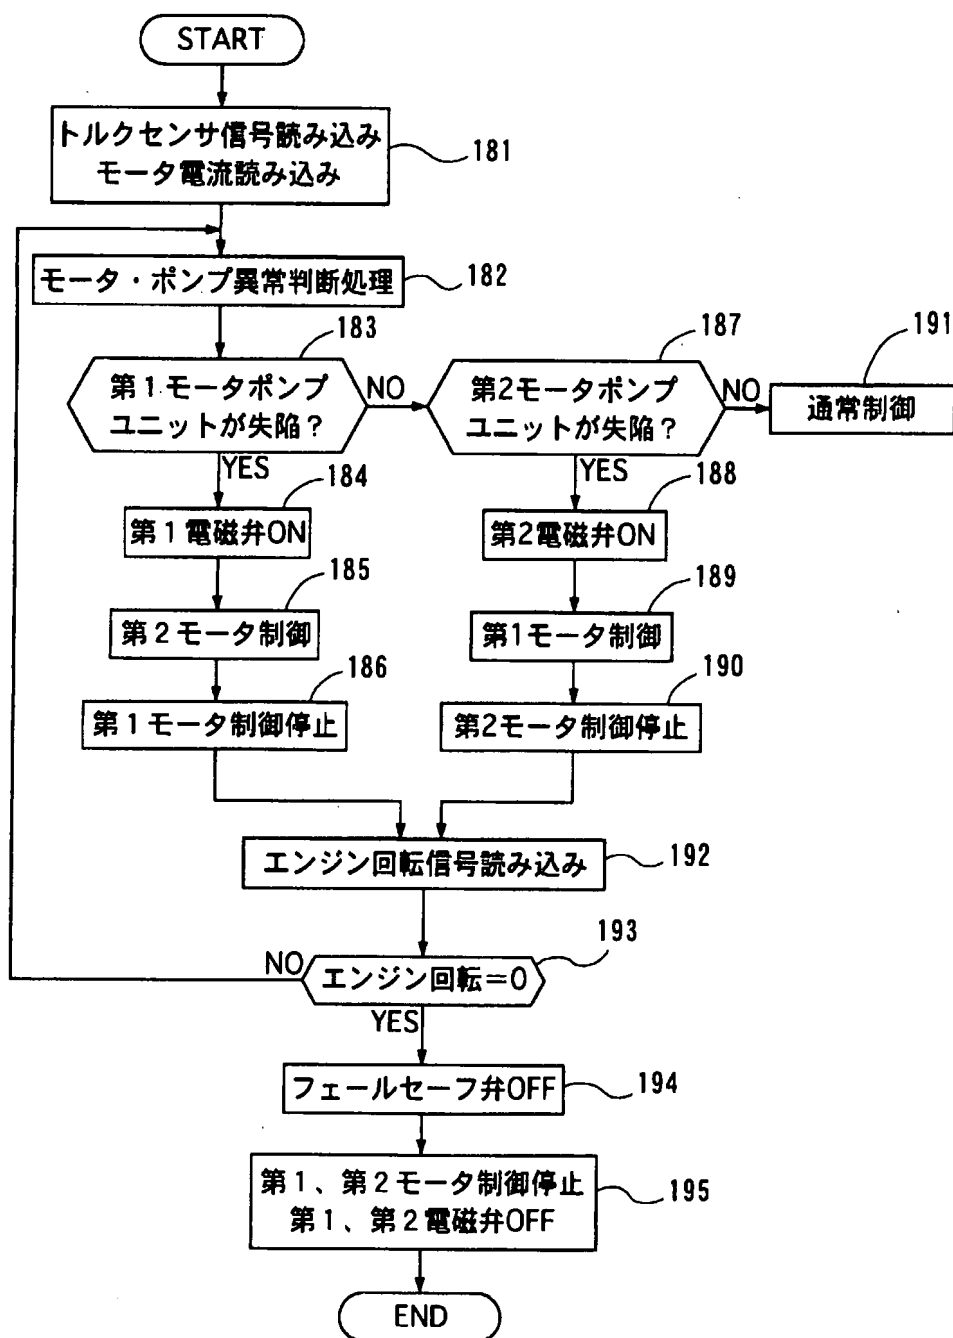 START
トルクセンサ信号読み込み
モータ電流読み込み
181
モータ・ポンプ異常判断処理
182
183
第1モータポンプ
ユニットが失陥?
NO
YES
187
第2モータポンプ
ユニットが失陥?
NO
YES
191
通常制御
184
第1電磁弁ON
185
第2モータ制御
186
第1モータ制御停止
188
第2電磁弁ON
189
第1モータ制御
190
第2モータ制御停止
エンジン回転信号読み込み
192
193
エンジン回転=0
NO
YES
フェールセーフ弁OFF
194
第1、第2モータ制御停止
第1、第2電磁弁OFF
195
END